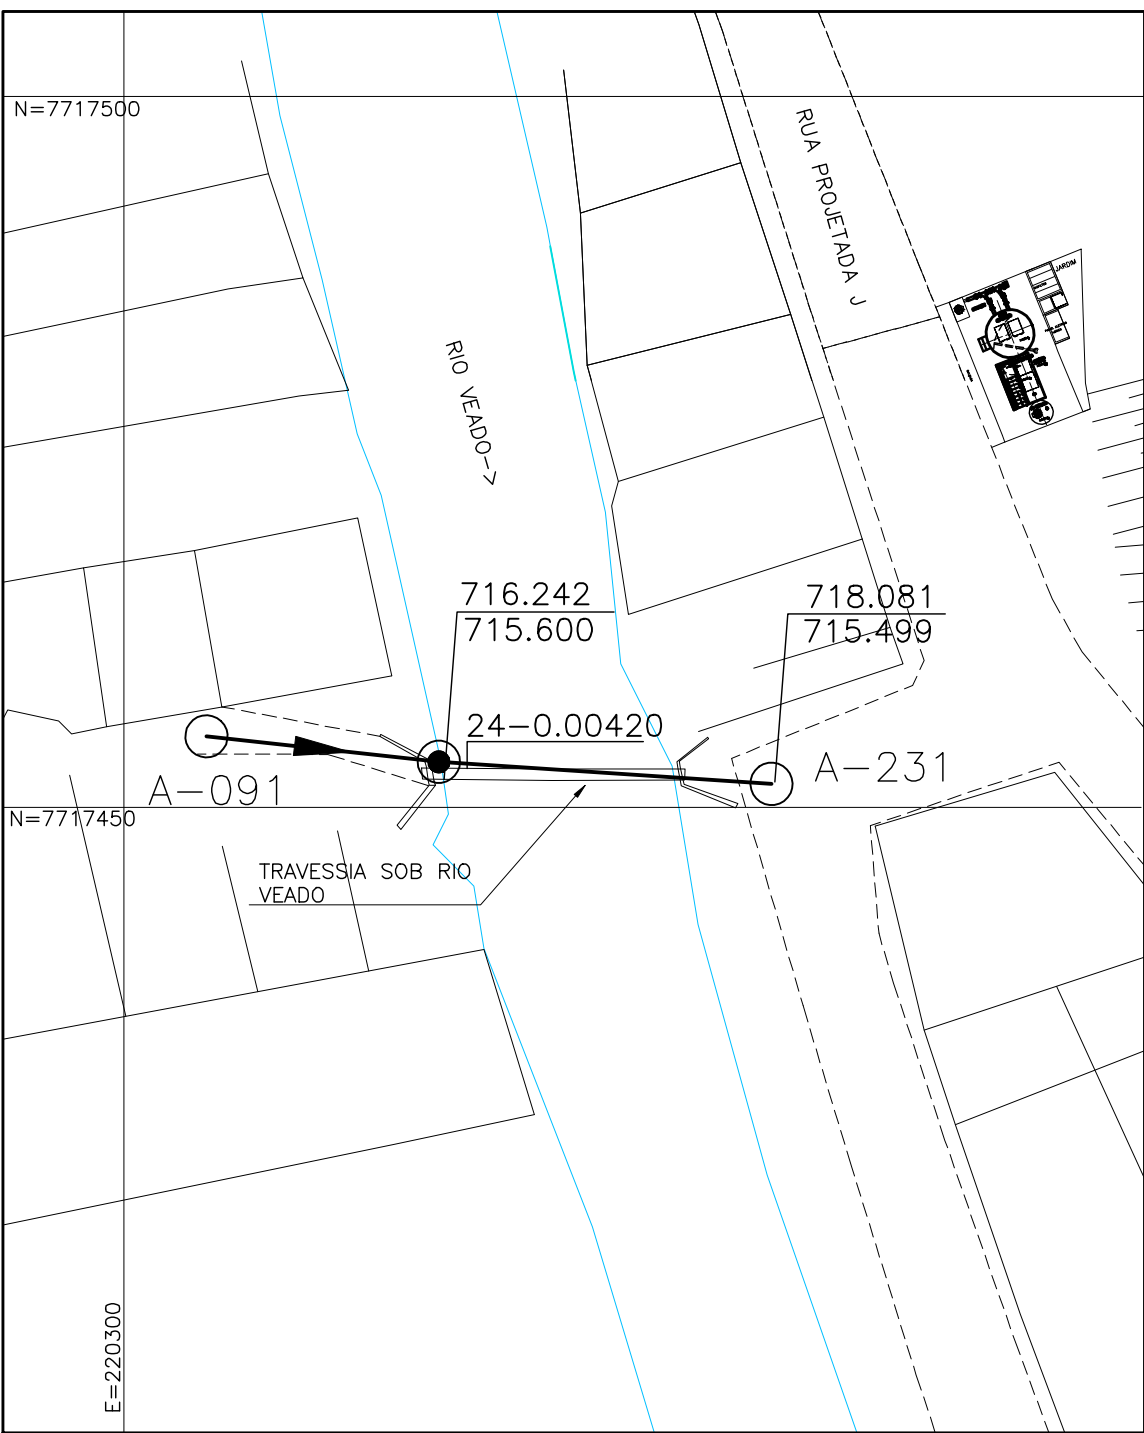 N=7717500
RUA PROJETADA J
JARDIM
RIO VEADO->
716.242
715.600
718.081
715.499
24-0.00420
A-091
A-231
N=7717450
TRAVESSIA SOB RIO
VEADO
E=220300